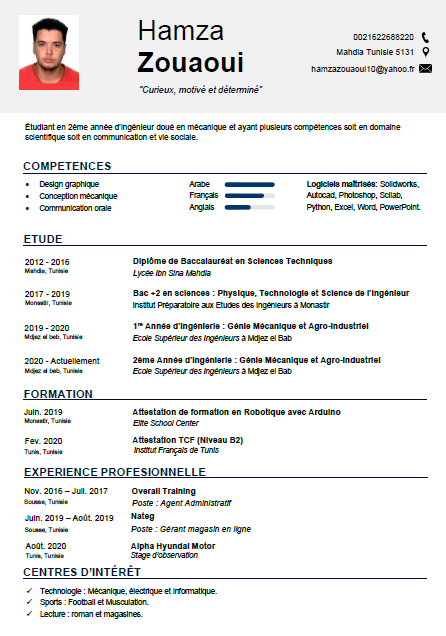 Hamza
Zouaoui
"Curieux, motivé et déterminé"
0021622688220
Mahdia Tunisie 5131
hamzazouaoui10@yahoo.fr
Étudiant en 2ème année d'ingénieur doué en mécanique et ayant plusieurs compétences soit en domaine
scientifique soit en communication et vie sociale.
COMPETENCES
• Design graphique
• Conception mécanique
• Communication orale
Arabe
Français
Anglais
Logiciels maîtrisés: Solidworks,
Autocad, Photoshop, Scilab,
Python, Excel, Word, PowerPoint.
ETUDE
2012 - 2016
Mahdia, Tunisie
Diplôme de Baccalauréat en Sciences Techniques
Lycée Ibn Sina Mahdia
2017 - 2019
Monastir, Tunisie
Bac +2 en sciences : Physique, Technologie et Science de l'Ingénieur
Institut Préparatoire aux Etudes des Ingénieurs à Monastir
2019 - 2020
Mdjez el beb, Tunisie
1re Année d'Ingénierie : Génie Mécanique et Agro-Industriel
Ecole Supérieur des Ingénieurs à Mdjez el Bab
2020 - Actuellement
Mdjez el beb, Tunisie
2ème Année d'Ingénierie : Génie Mécanique et Agro-Industriel
Ecole Supérieur des Ingénieurs à Mdjez el Bab
FORMATION
Juin. 2019
Monastir, Tunisie
Attestation de formation en Robotique avec Arduino
Elite School Center
Fev. 2020
Tunis, Tunisie
Attestation TCF (Niveau B2)
Institut Français de Tunis
EXPERIENCE PROFESIONNELLE
Nov. 2016 – Juil. 2017
Sousse, Tunisie
Overall Training
Poste : Agent Administratif
Juin. 2019 – Août. 2019
Sousse, Tunisie
Nateg
Poste : Gérant magasin en ligne
Août. 2020
Tunis, Tunisie
Alpha Hyundai Motor
Stage d'observation
CENTRES D'INTÉRÊT
✓ Technologie : Mécanique, électrique et informatique.
✓ Sports : Football et Musculation.
✓ Lecture : roman et magasines.